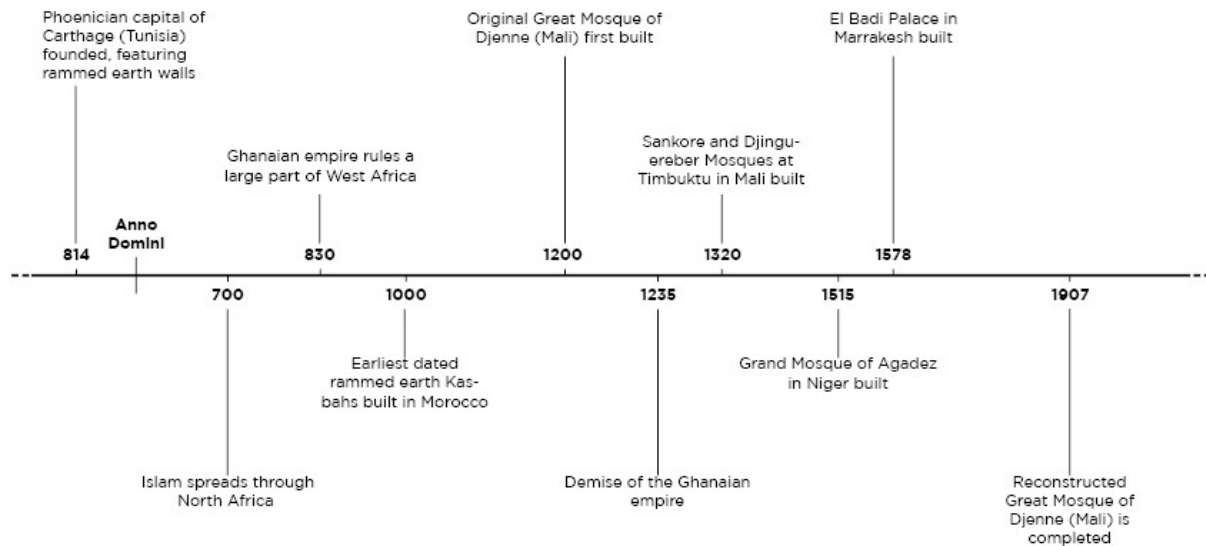 Phoenician capital of
Carthage (Tunisia)
founded, featuring
rammed earth walls
Original Great Mosque of
Djenne (Mali) first built
El Badi Palace in
Marrakesh built
Ghanaian empire rules a
large part of West Africa
Sankore and Djingu-
ereber Mosques at
Timbuktu in Mali built
Anno
Domini
814
830
1200
1320
1578
700
1000
1235
1515
1907
Earliest dated
rammed earth Kas-
bahs built in Morocco
Grand Mosque of Agadez
in Niger built
Islam spreads through
North Africa
Demise of the Ghanaian
empire
Reconstructed
Great Mosque of
Djenne (Mali) is
completed